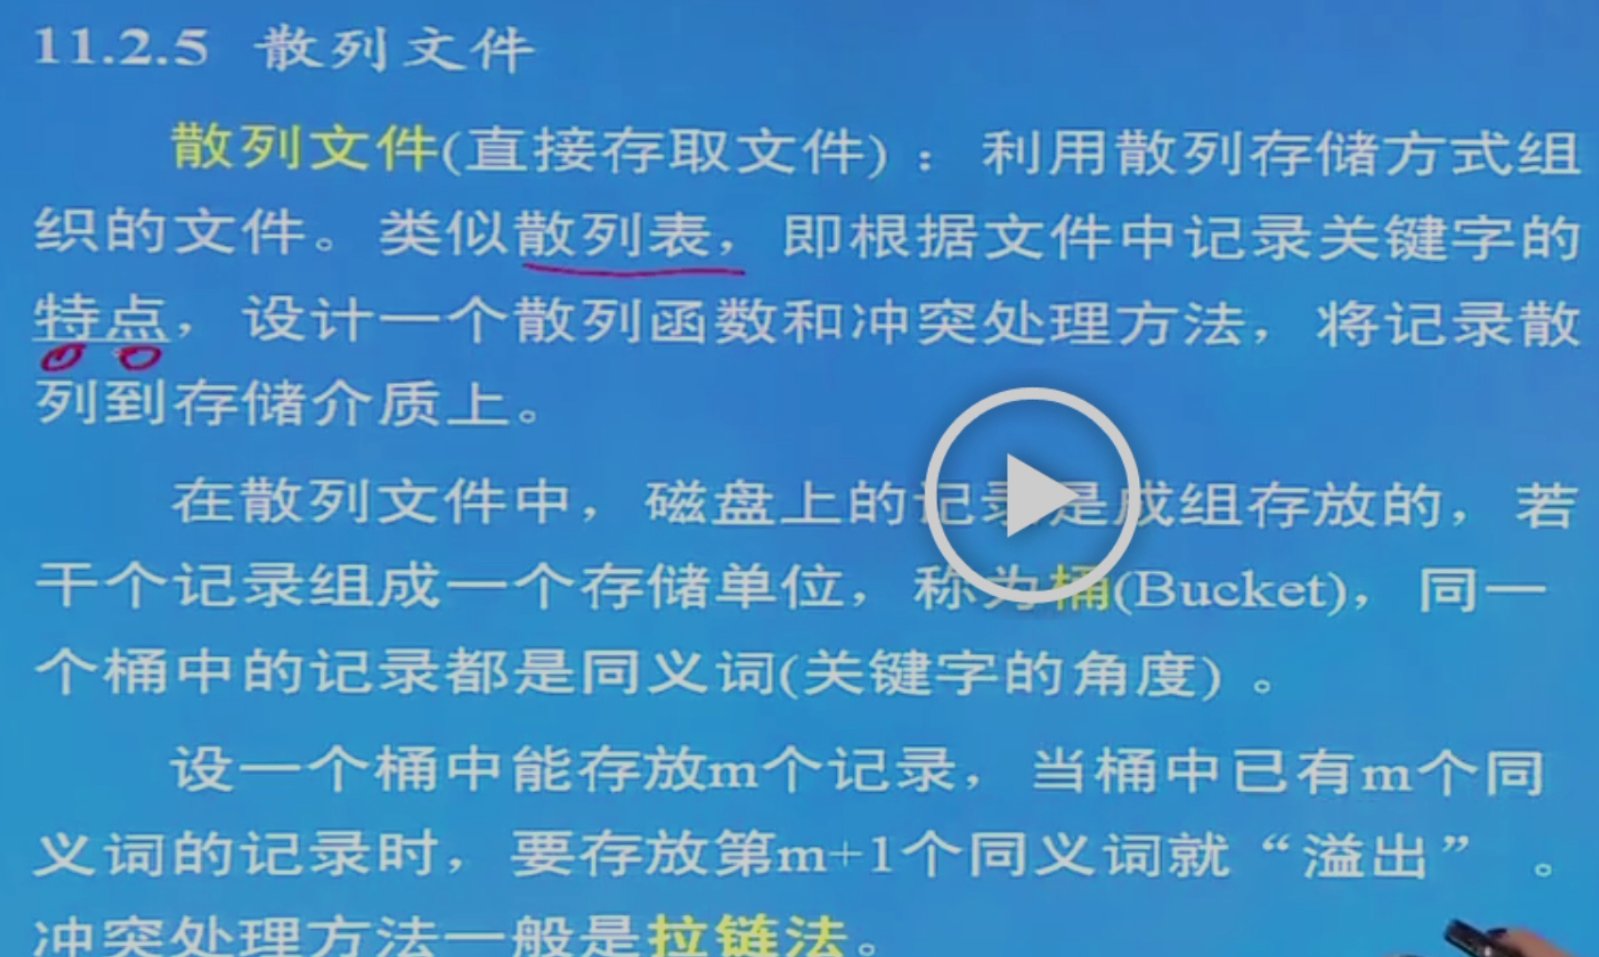 11.2.5 散列文件
散列文件(直接存取文件)：利用散列存储方式组
织的文件。类似散列表，即根据文件中记录关键字的
特点，设计一个散列函数和冲突处理方法，将记录散
列到存储介质上。
在散列文件中，磁盘上的记录是成组存放的，若
干个记录组成一个存储单位，称为桶(Bucket)，同一
个桶中的记录都是同义词(关键字的角度)。
设一个桶中能存放m个记录，当桶中已有m个同
义词的记录时，要存放第m+1个同义词就“溢出”。
冲突处理方法一般是拉链法。